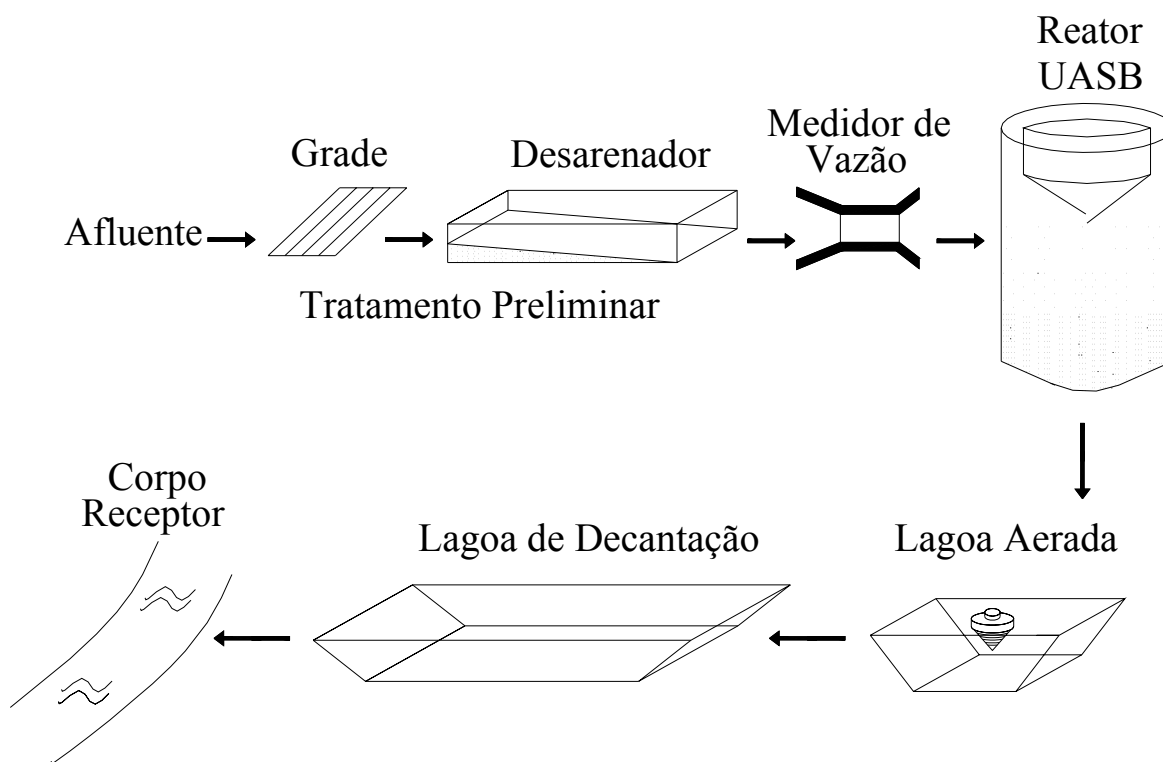 Reator
UASB
Medidor de
Vazão
Grade
Desarenador
Afluente
Tratamento Preliminar
Corpo
Receptor
Lagoa de Decantação
Lagoa Aerada